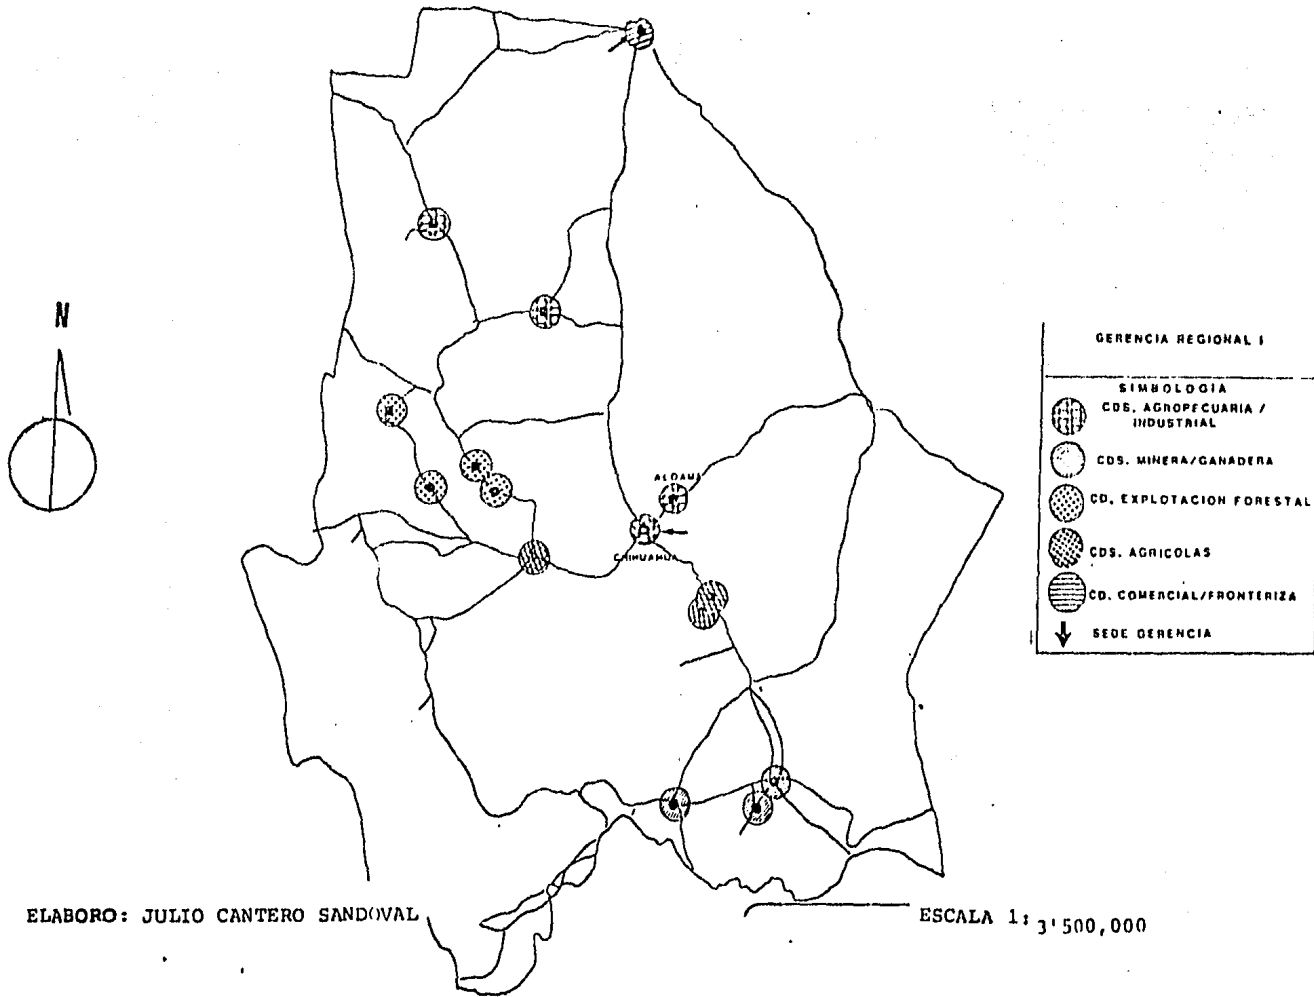 N
GERENCIA REGIONAL I
SIMBOLOGIA
CDS. AGROPECUARIA /
INDUSTRIAL
CDS. MINERA/GANADERA
CD. EXPLOTACION FORESTAL
CDS. AGRICOLAS
CD. COMERCIAL/FRONTERIZA
SEDE GERENCIA
ALDAMA
CHIHUAHUA
ELABORO: JULIO CANTERO SANDOVAL
ESCALA 1: 3'500,000